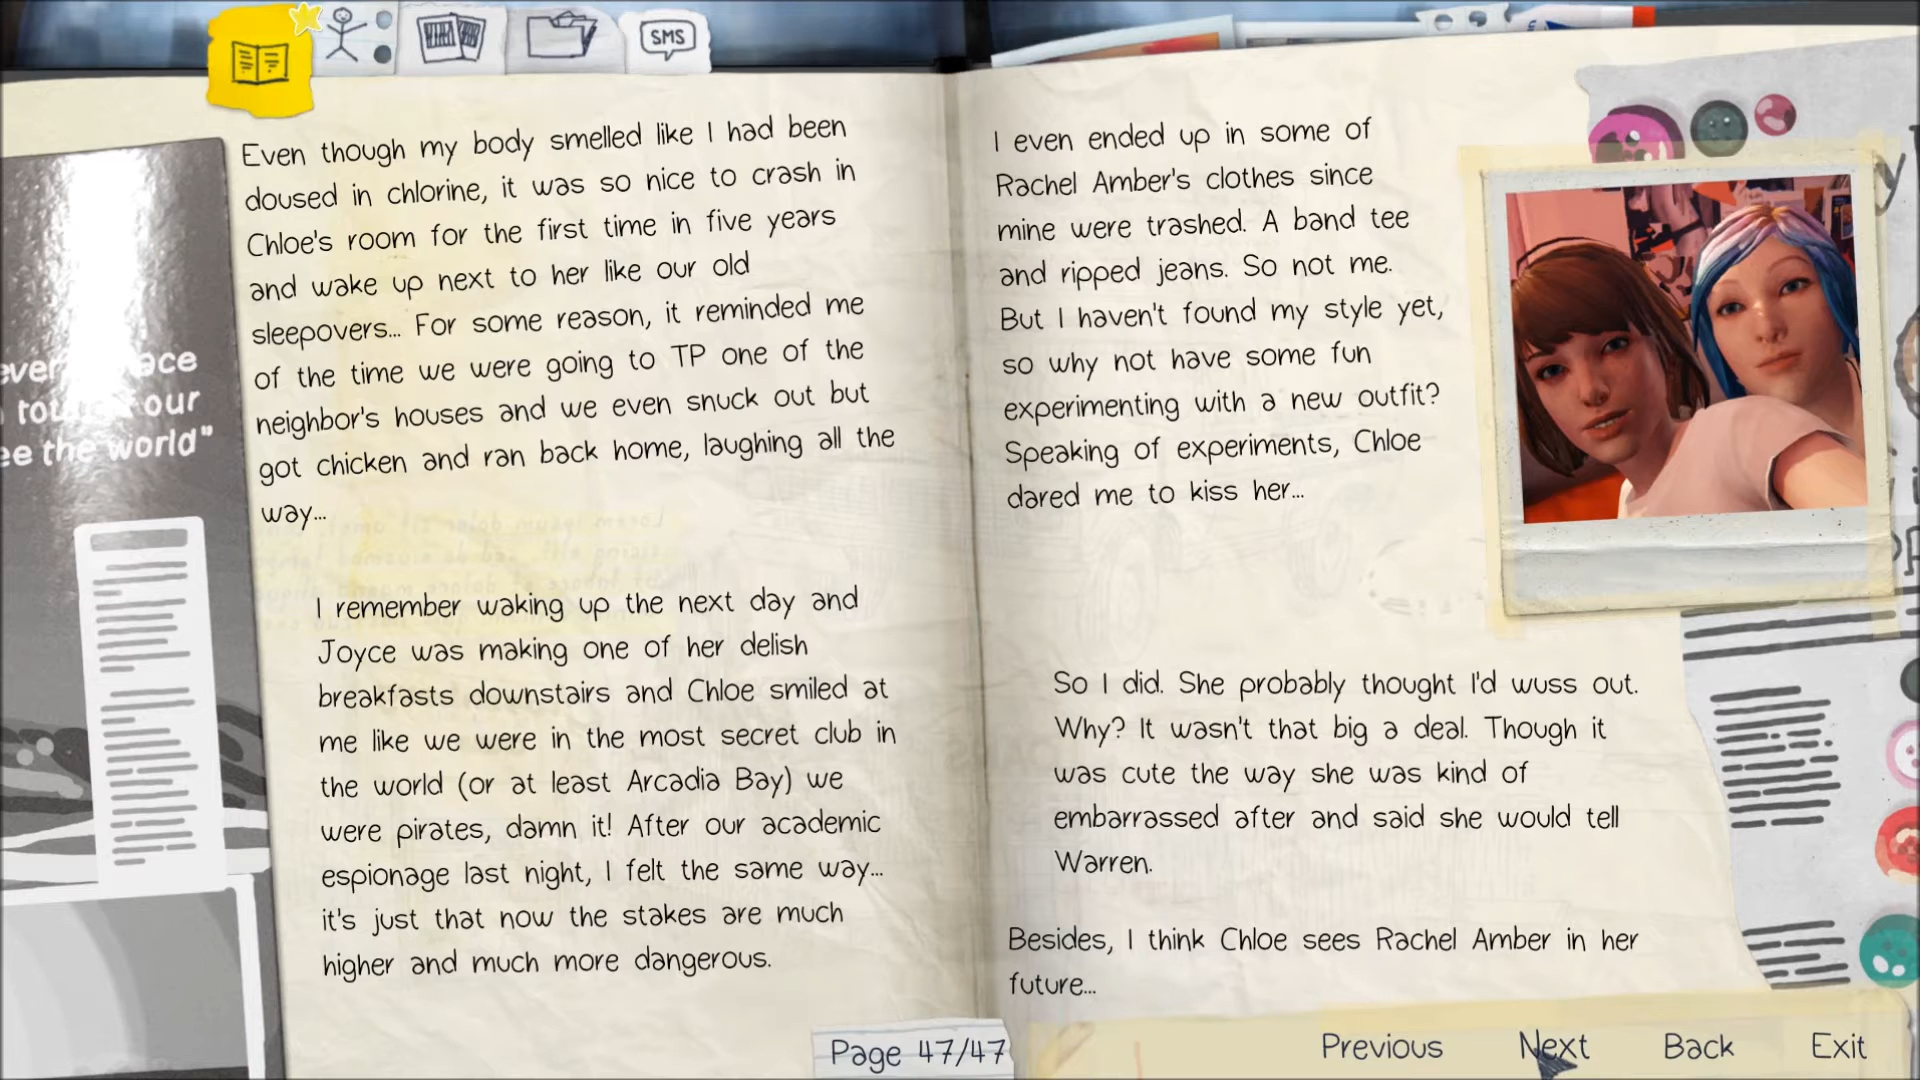 SMS
Even though my body smelled like I had been
doused in chlorine, it was so nice to crash in
Chloe's room for the first time in five years
and wake up next to her like our old
sleepovers... For some reason, it reminded me
of the time we were going to TP one of the
neighbor's houses and we even snuck out but
got chicken and ran back home, laughing all the
way...
I remember waking up the next day and
Joyce was making one of her delish
breakfasts downstairs and Chloe smiled at
me like we were in the most secret club in
the world (or at least Arcadia Bay) we
were pirates, damn it! After our academic
espionage last night, I felt the same way...
it's just that now the stakes are much
higher and much more dangerous.
I even ended up in some of
Rachel Amber's clothes since
mine were trashed. A band tee
and ripped jeans. So not me.
But I haven't found my style yet,
so why not have some fun
experimenting with a new outfit?
Speaking of experiments, Chloe
dared me to kiss her...
So I did. She probably thought I'd wuss out.
Why? It wasn't that big a deal. Though it
was cute the way she was kind of
embarrassed after and said she would tell
Warren.
Besides, I think Chloe sees Rachel Amber in her
future...
our
the world"
Page 47/47
Previous Next Back Exit